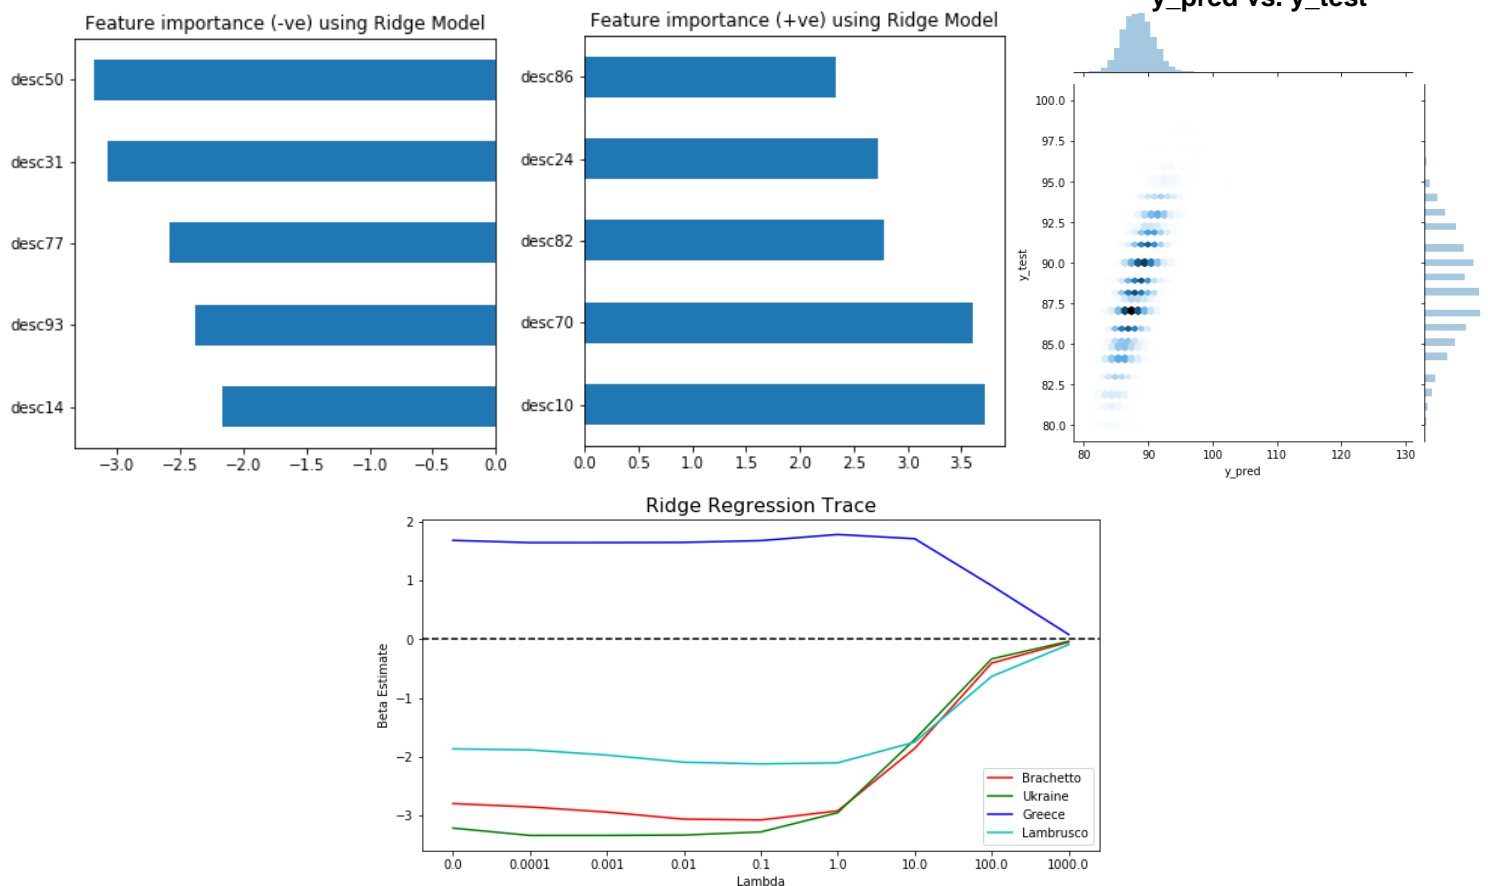 Feature importance (-ve) using Ridge Model
desc50
desc31
desc77
desc93
desc14
−3.0 −2.5 −2.0 −1.5 −1.0 −0.5 0.0
Feature importance (+ve) using Ridge Model
desc86
desc24
desc82
desc70
desc10
0.0 0.5 1.0 1.5 2.0 2.5 3.0 3.5
y_pred vs. y_test
100.0
97.5
95.0
92.5
90.0
87.5
85.0
82.5
80.0
y_test
80 90 100 110 120 130
y_pred
Ridge Regression Trace
2
1
0
−1
−2
−3
Beta Estimate
Brachetto
Ukraine
Greece
Lambrusco
0.0 0.0001 0.001 0.01 0.1 1.0 10.0 100.0 1000.0
Lambda